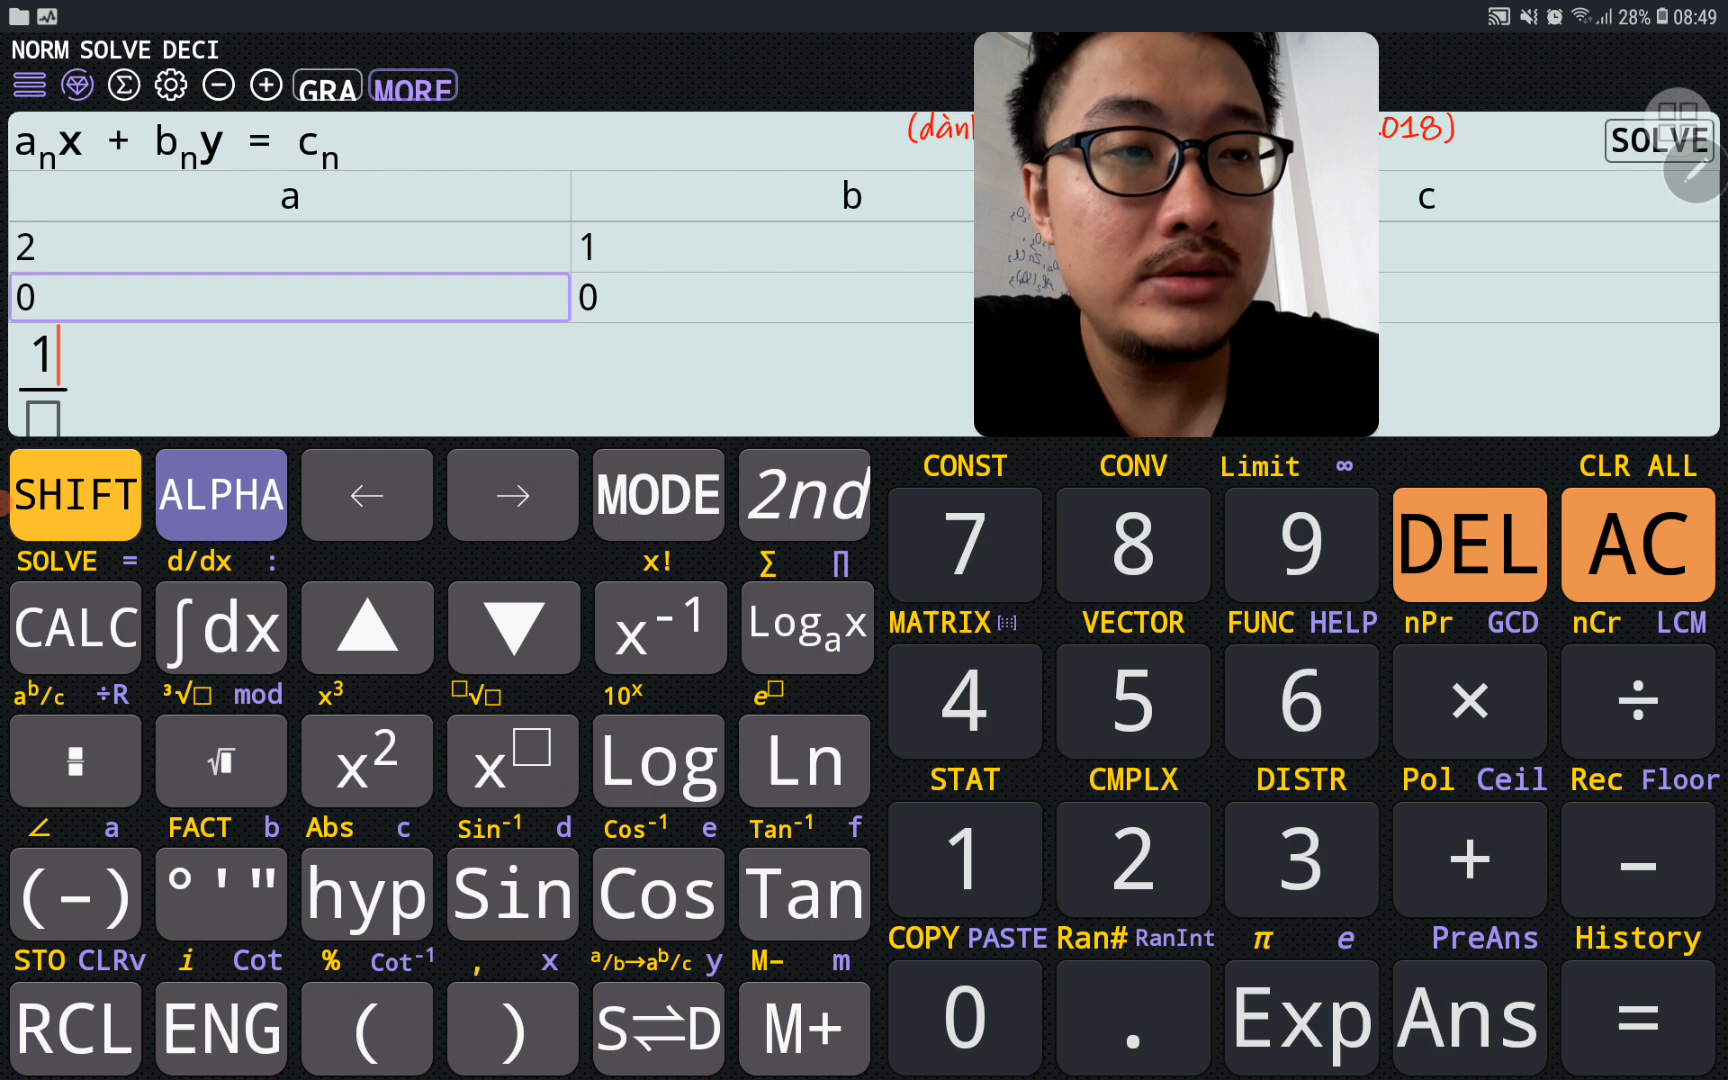 28% 08:49
NORM SOLVE DECI
GRA MORE
aₙx + bₙy = cₙ
(dành
2018)
SOLVE
a b c
2 1
0 0
1
SHIFT ALPHA ← → MODE 2nd
SOLVE = d/dx : x! ∑ ∏
CALC ∫dx ▲ ▼ x⁻¹ Logₐx
aᵇ/c ÷R ³√□ mod x³ □√□ 10ˣ e□
√ x² x□ Log Ln
∠ a FACT b Abs c Sin⁻¹ d Cos⁻¹ e Tan⁻¹ f
(−) °'" hyp Sin Cos Tan
STO CLRv i Cot % Cot⁻¹ , x a/b→aᵇ/c y M− m
RCL ENG ( ) S⇌D M+
CONST CONV Limit ∞ CLR ALL
7 8 9 DEL AC
MATRIX VECTOR FUNC HELP nPr GCD nCr LCM
4 5 6 × ÷
STAT CMPLX DISTR Pol Ceil Rec Floor
1 2 3 + −
COPY PASTE Ran# RanInt π e PreAns History
0 . Exp Ans =